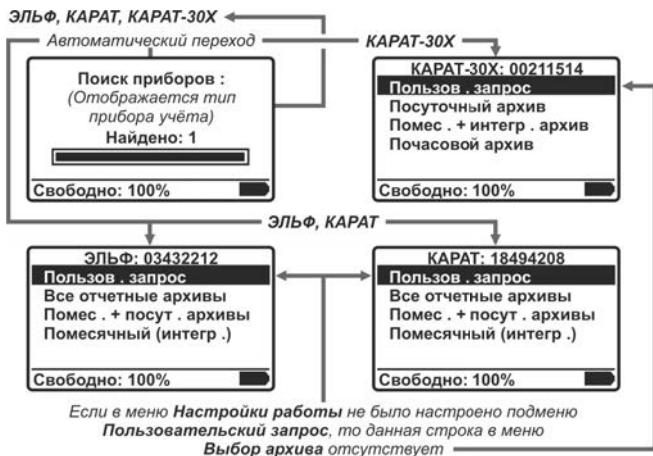 ЭЛЬФ, КАРАТ, КАРАТ-30Х
Автоматический переход
КАРАТ-30Х
Поиск приборов :
(Отображается тип
прибора учёта)
Найдено: 1
Свободно: 100%
КАРАТ-30Х: 00211514
Пользов . запрос
Посуточный архив
Помес . + интегр . архив
Почасовой архив
Свободно: 100%
ЭЛЬФ, КАРАТ
ЭЛЬФ: 03432212
Пользов . запрос
Все отчетные архивы
Помес . + посут . архивы
Помесячный (интегр .)
Свободно: 100%
КАРАТ: 18494208
Пользов . запрос
Все отчетные архивы
Помес . + посут . архивы
Помесячный (интегр .)
Свободно: 100%
Если в меню Настройки работы не было настроено подменю
Пользовательский запрос, то данная строка в меню
Выбор архива отсутствует